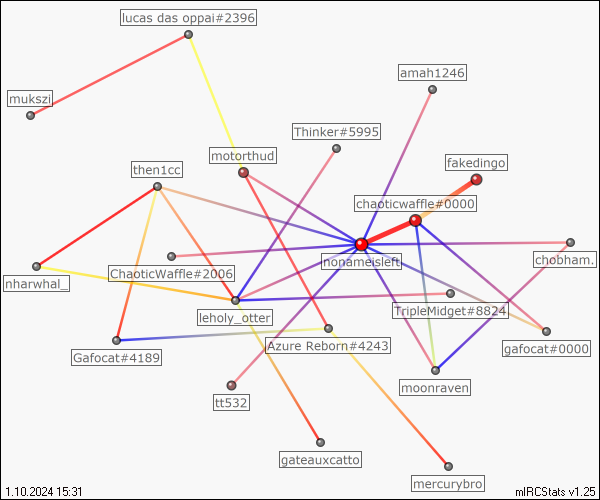 lucas das oppai#2396
amah1246
mukszi
Thinker#5995
motorthud
fakedingo
then1cc
chaoticwaffle#0000
nonameisleft
chobham.
ChaoticWaffle#2006
nharwhal_
leholy_otter
TripleMidget#8824
Azure Reborn#4243
gafocat#0000
Gafocat#4189
moonraven
tt532
gateauxcatto
mercurybro
1.10.2024 15:31
mIRCStats v1.25